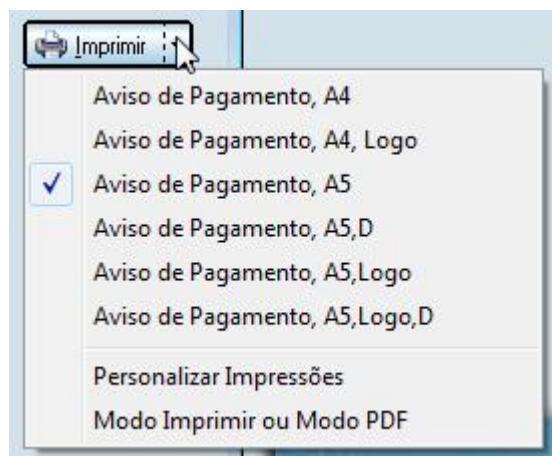 Imprimir
Aviso de Pagamento, A4
Aviso de Pagamento, A4, Logo
Aviso de Pagamento, A5
Aviso de Pagamento, A5,D
Aviso de Pagamento, A5,Logo
Aviso de Pagamento, A5,Logo,D
Personalizar Impressões
Modo Imprimir ou Modo PDF